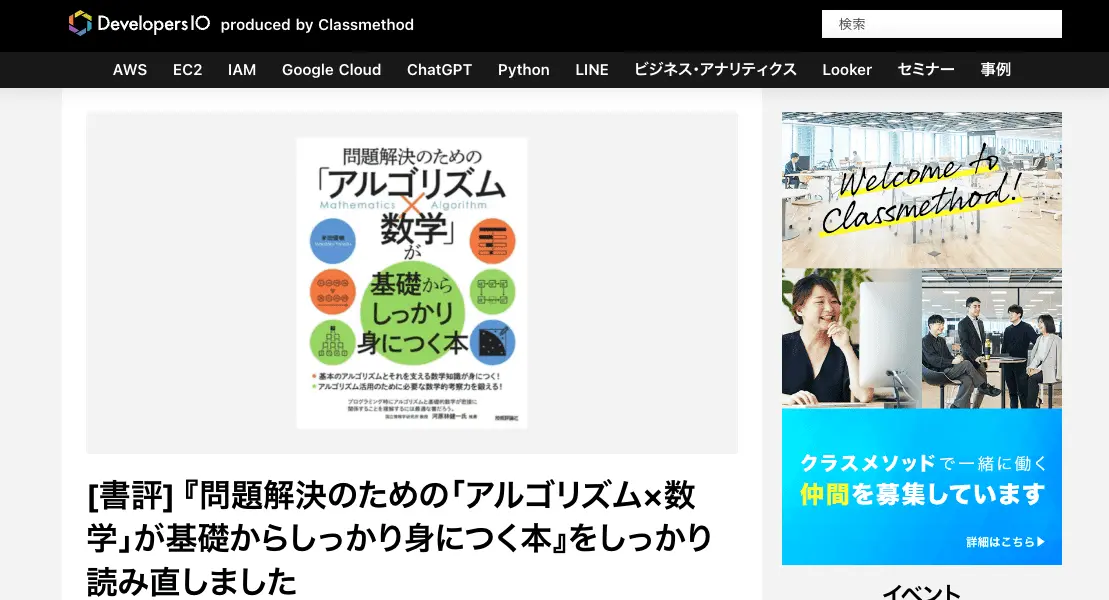 DevelopersIO produced by Classmethod
検索
AWS EC2 IAM Google Cloud ChatGPT Python LINE ビジネス・アナリティクス Looker セミナー 事例
問題解決のための
「アルゴリズム
Mathematics × Algorithm
数学」
が
基礎から
しっかり
身につく本
基本のアルゴリズムとそれを支える数学知識が身につく！
アルゴリズム活用のために必要な数学的考察力を鍛える！
プログラミング時にアルゴリズムと基礎的数学が密接に
関係することを理解するには最適な書だろう。
河原林健一氏 推薦
技術評論社
[書評]『問題解決のための「アルゴリズム×数
学」が基礎からしっかり身につく本』をしっかり
読み直しました
Welcome to
Classmethod!
クラスメソッドで一緒に働く
仲間を募集しています
詳細はこちら▶
イベント